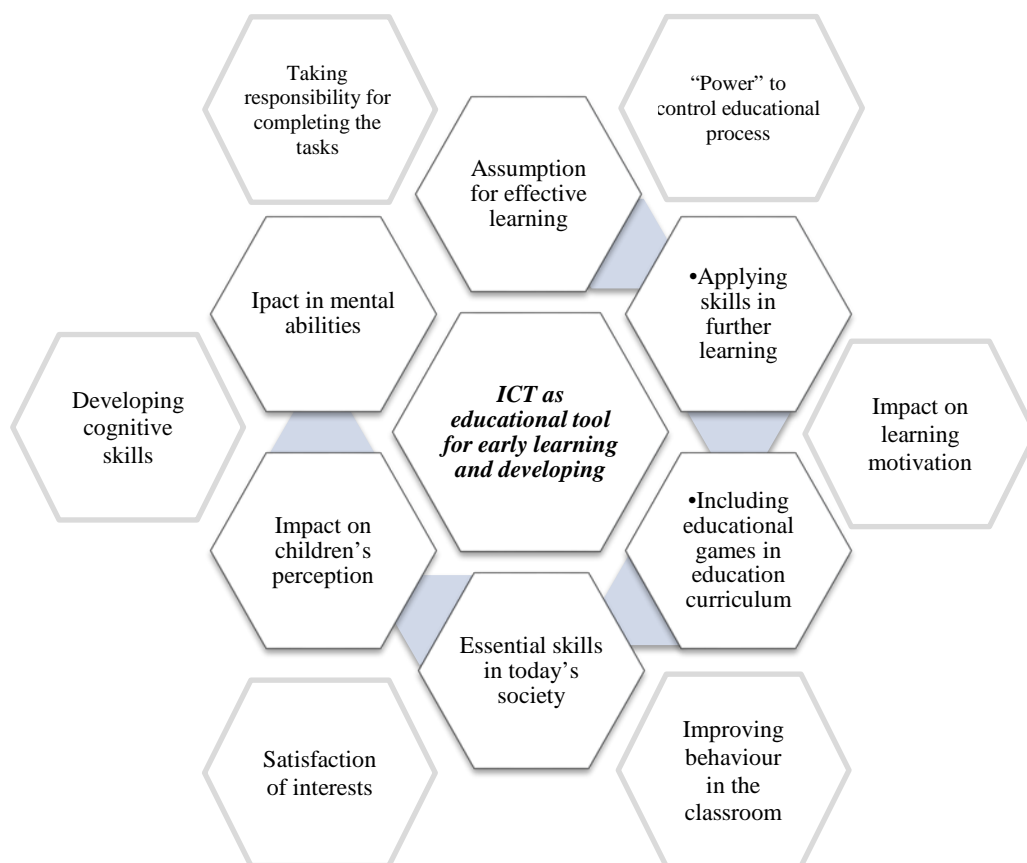 Taking
responsibility for
completing the
tasks
“Power” to
control educational
process
Assumption
for effective
learning
Ipact in mental
abilities
•Applying
skills in
further
learning
Developing
cognitive
skills
ICT as
educational tool
for early learning
and developing
Impact on
learning
motivation
Impact on
children’s
perception
•Including
educational
games in
education
curriculum
Essential skills
in today’s
society
Satisfaction
of interests
Improving
behaviour
in the
classroom